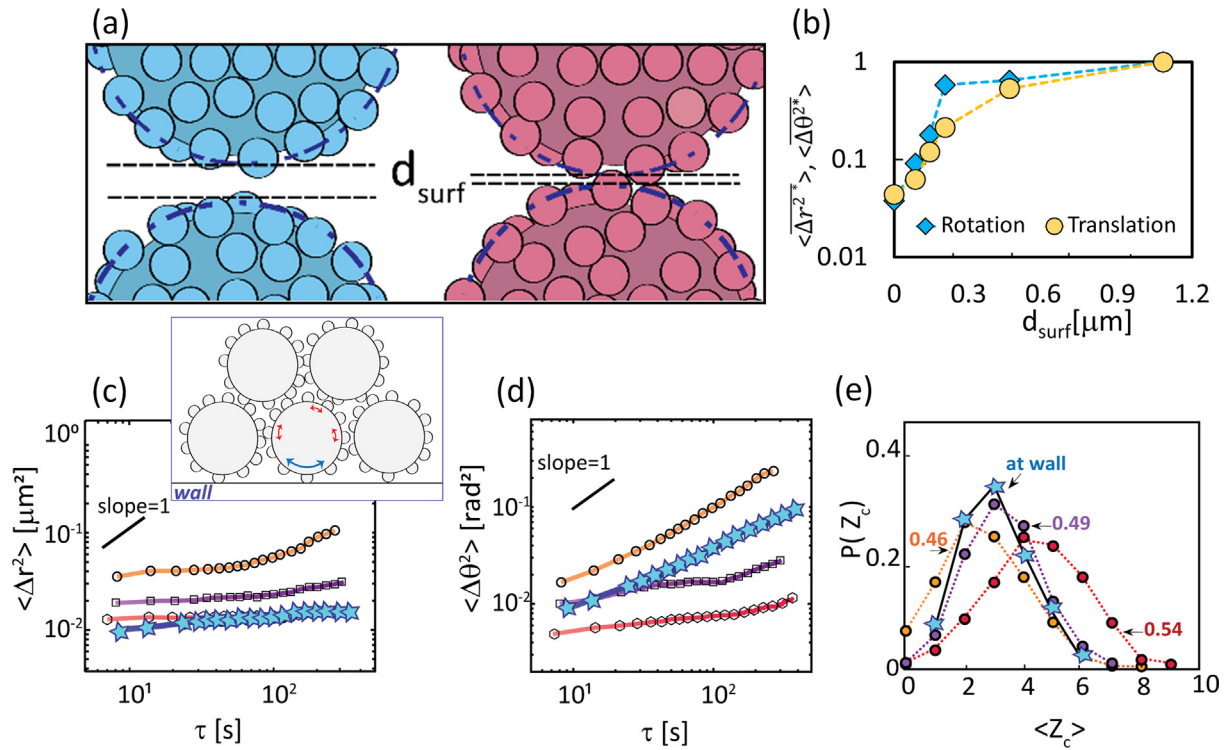 (a)
d_surf
(b)
<Δr²*>, <Δθ²*>
1
0.1
0.01
Rotation
Translation
0 0.3 0.6 0.9 1.2
d_surf[μm]
(c)
<Δr²> [μm²]
10⁰
10⁻¹
10⁻²
slope=1
wall
10¹ 10²
τ [s]
(d)
<Δθ²> [rad²]
10⁰
10⁻¹
10⁻²
slope=1
10¹ 10²
τ [s]
(e)
P(Z_c)
0.4
0.2
0
at wall
0.46
0.49
0.54
0 2 4 6 8 10
<Z_c>